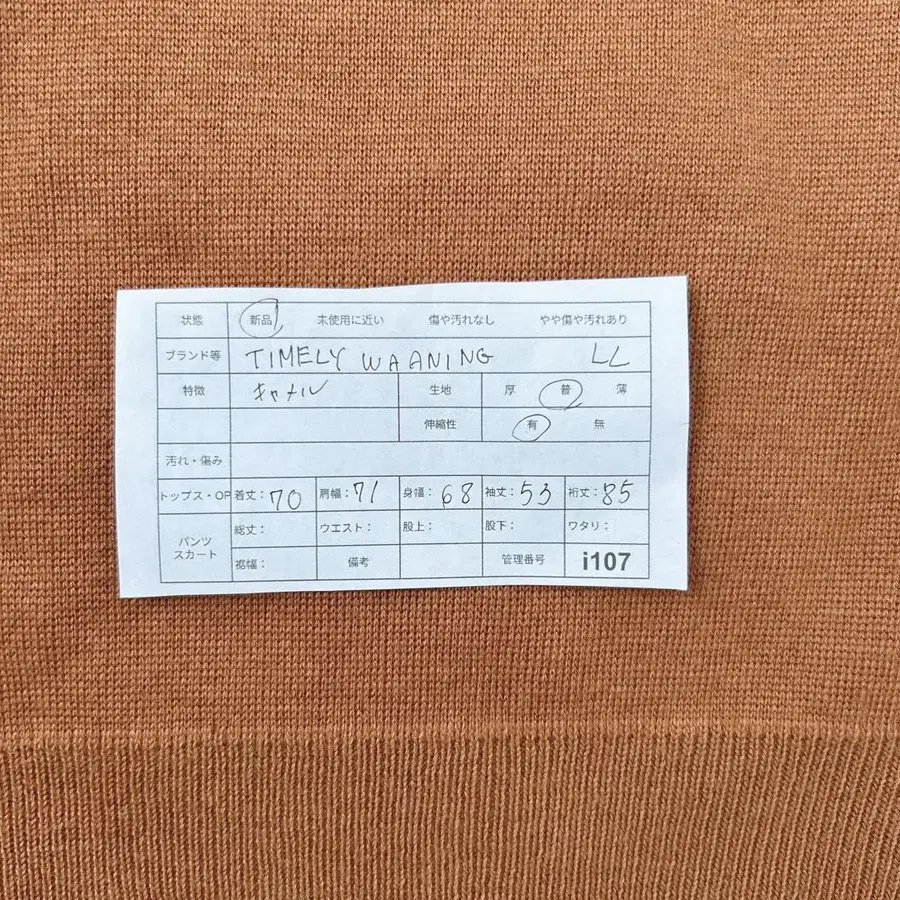 状態 新品 未使用に近い 傷や汚れなし やや傷や汚れあり
ブランド等 TIMELY WAANING LL
特徴 キャメル 生地 厚 普 薄
伸縮性 有 無
汚れ・傷み
トップス・OP 着丈：70 肩幅：71 身幅：68 袖丈：53 裄丈：85
パンツ スカート 総丈： ウエスト： 股上： 股下： ワタリ：
裾幅： 備考 管理番号 i107